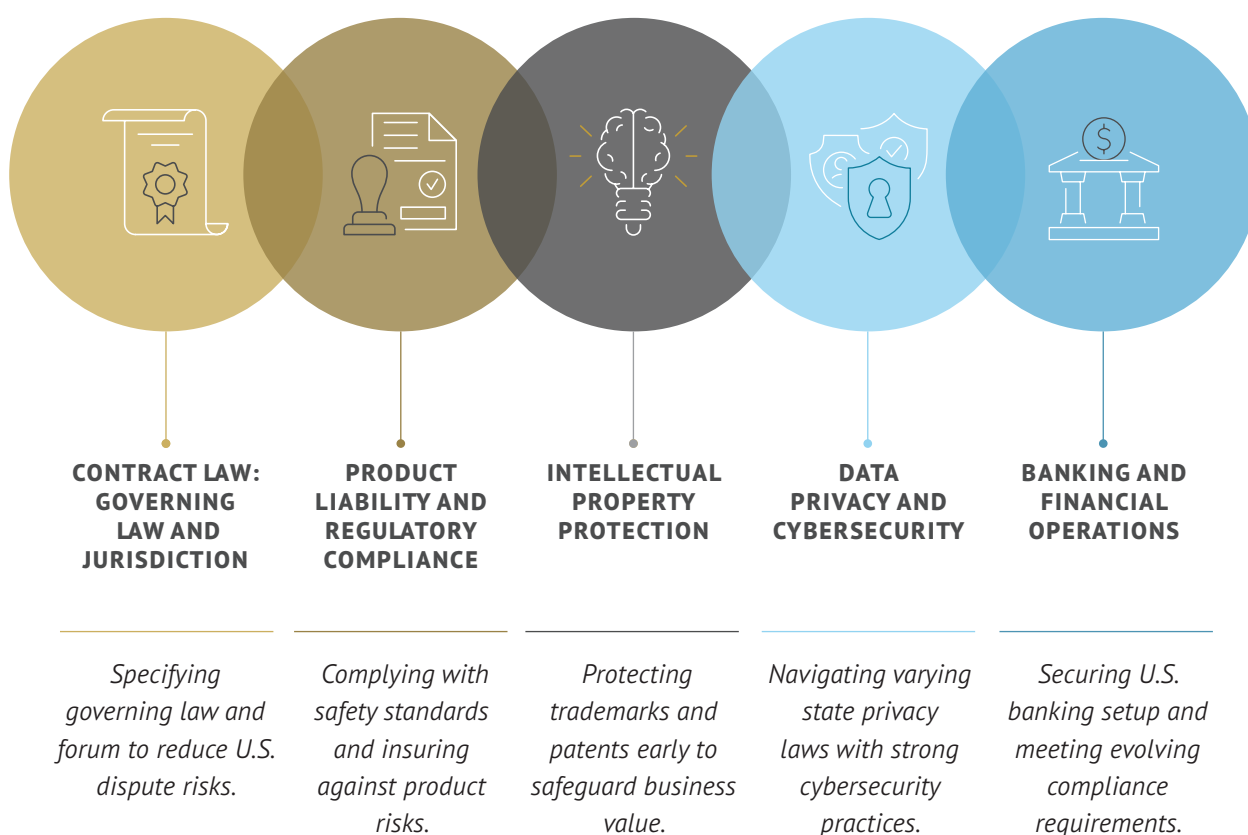 $
CONTRACT LAW:
GOVERNING
LAW AND
JURISDICTION
PRODUCT
LIABILITY AND
REGULATORY
COMPLIANCE
INTELLECTUAL
PROPERTY
PROTECTION
DATA
PRIVACY AND
CYBERSECURITY
BANKING AND
FINANCIAL
OPERATIONS
Specifying
governing law and
forum to reduce U.S.
dispute risks.
Complying with
safety standards
and insuring
against product
risks.
Protecting
trademarks and
patents early to
safeguard business
value.
Navigating varying
state privacy
laws with strong
cybersecurity
practices.
Securing U.S.
banking setup and
meeting evolving
compliance
requirements.